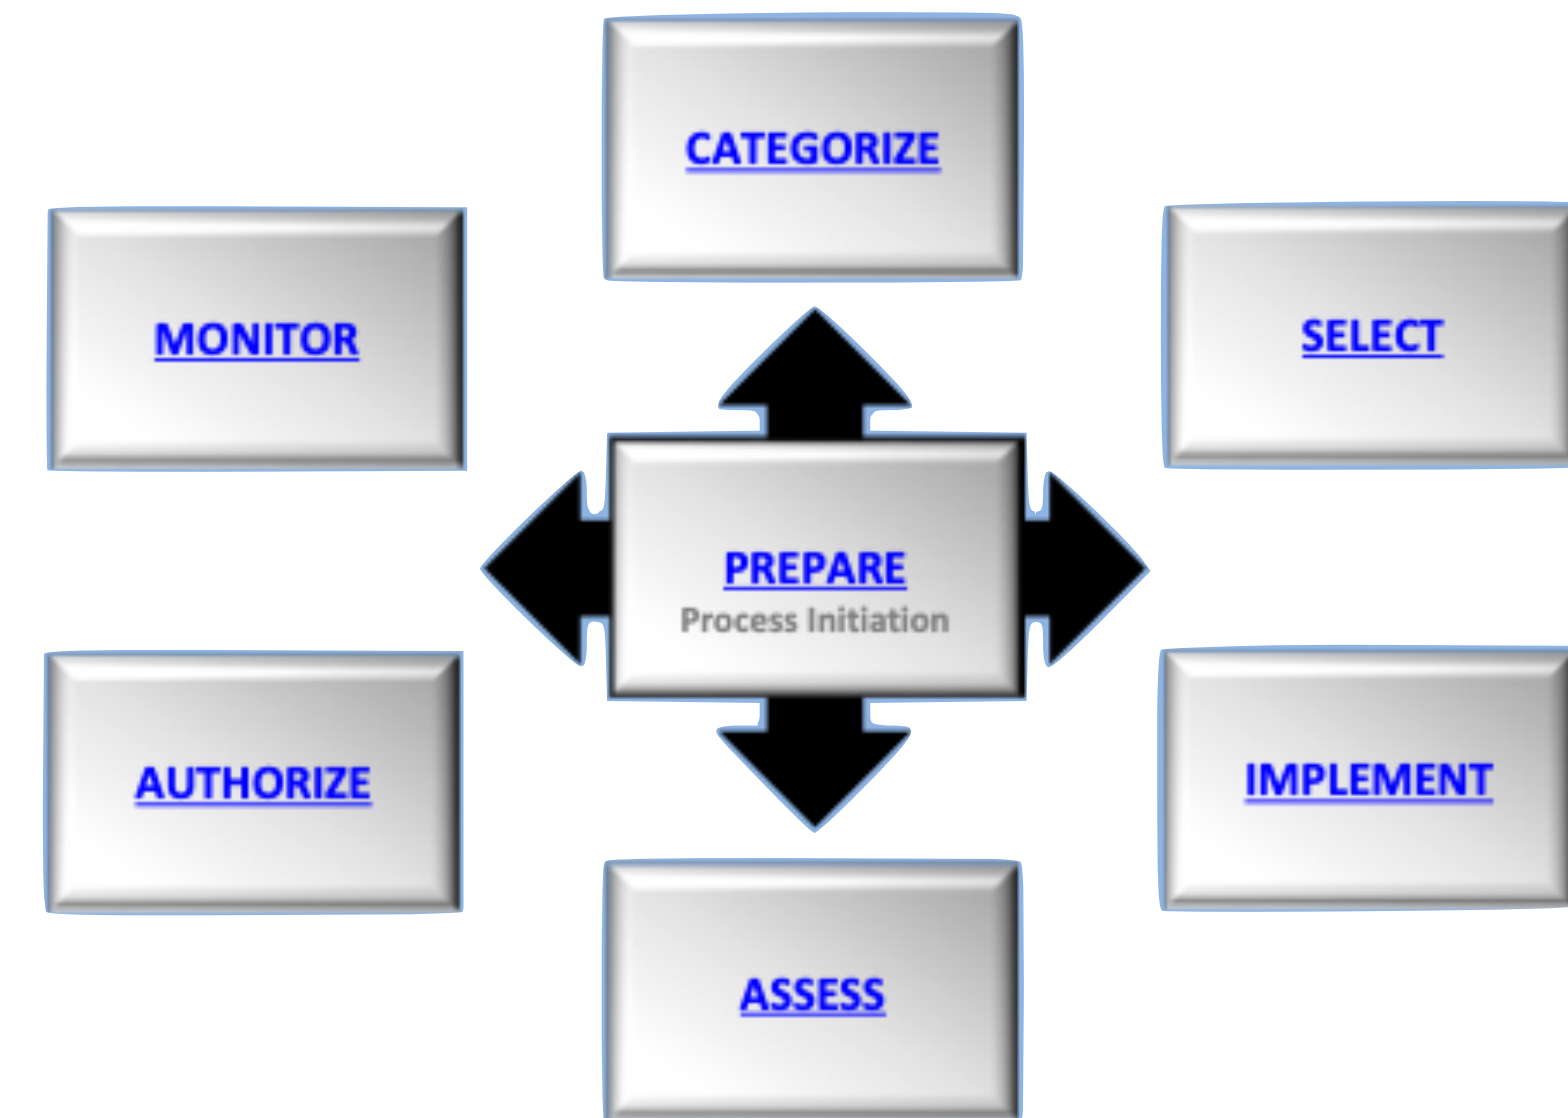 CATEGORIZE
MONITOR
SELECT
PREPARE
Process Initiation
AUTHORIZE
IMPLEMENT
ASSESS